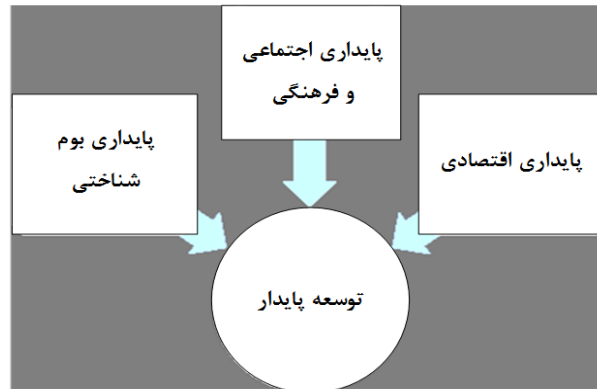 پایداری اجتماعی
و فرهنگی
پایداری اقتصادی
پایداری بوم
شناختی
توسعه پایدار